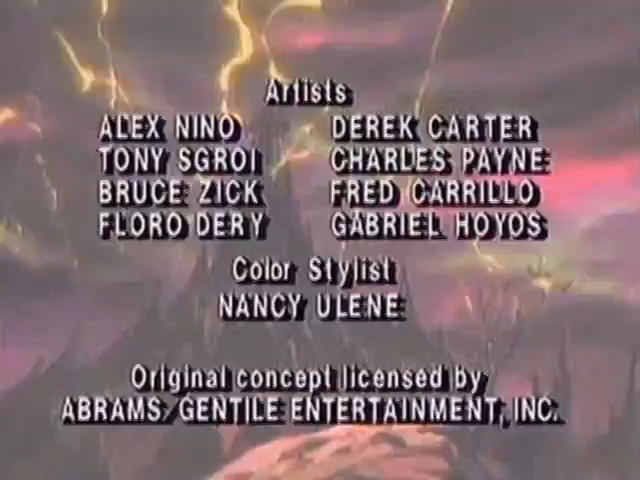 Artists
ALEX NINO DEREK CARTER
TONY SGROI CHARLES PAYNE
BRUCE ZICK FRED CARRILLO
FLORO DERY GABRIEL HOYOS
Color Stylist
NANCY ULENE
Original concept licensed by
ABRAMS/GENTILE ENTERTAINMENT, INC.